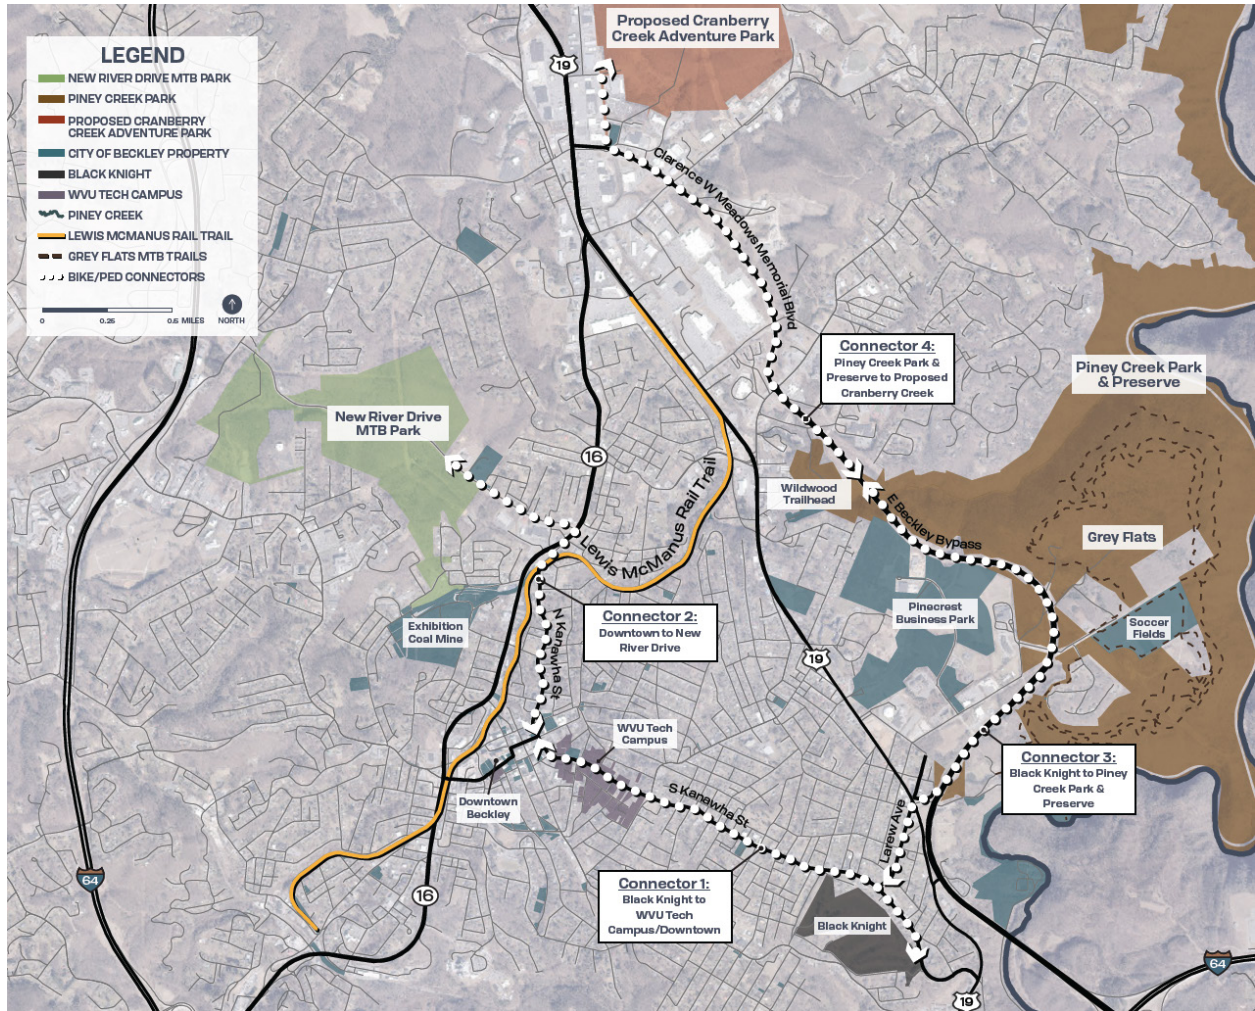 Proposed Cranberry
Creek Adventure Park
LEGEND
NEW RIVER DRIVE MTB PARK
PINEY CREEK PARK
PROPOSED CRANBERRY
CREEK ADVENTURE PARK
CITY OF BECKLEY PROPERTY
BLACK KNIGHT
WVU TECH CAMPUS
PINEY CREEK
LEWIS MCMANUS RAIL TRAIL
GREY FLATS MTB TRAILS
BIKE/PED CONNECTORS
0 0.25 0.5 MILES
NORTH
19
Clarence W Meadows Memorial Blvd
Connector 4:
Piney Creek Park &
Preserve to Proposed
Cranberry Creek
Piney Creek Park
& Preserve
New River Drive
MTB Park
16
Lewis McManus Rail Trail
Wildwood
Trailhead
E Beckley Bypass
Grey Flats
Pinecrest
Business Park
Soccer
Fields
Exhibition
Coal Mine
N Kanawha St
Connector 2:
Downtown to New
River Drive
19
WVU Tech
Campus
Connector 3:
Black Knight to Piney
Creek Park &
Preserve
Downtown
Beckley
S Kanawha St
Larew Ave
64
16
Connector 1:
Black Knight to
WVU Tech
Campus/Downtown
Black Knight
64
19